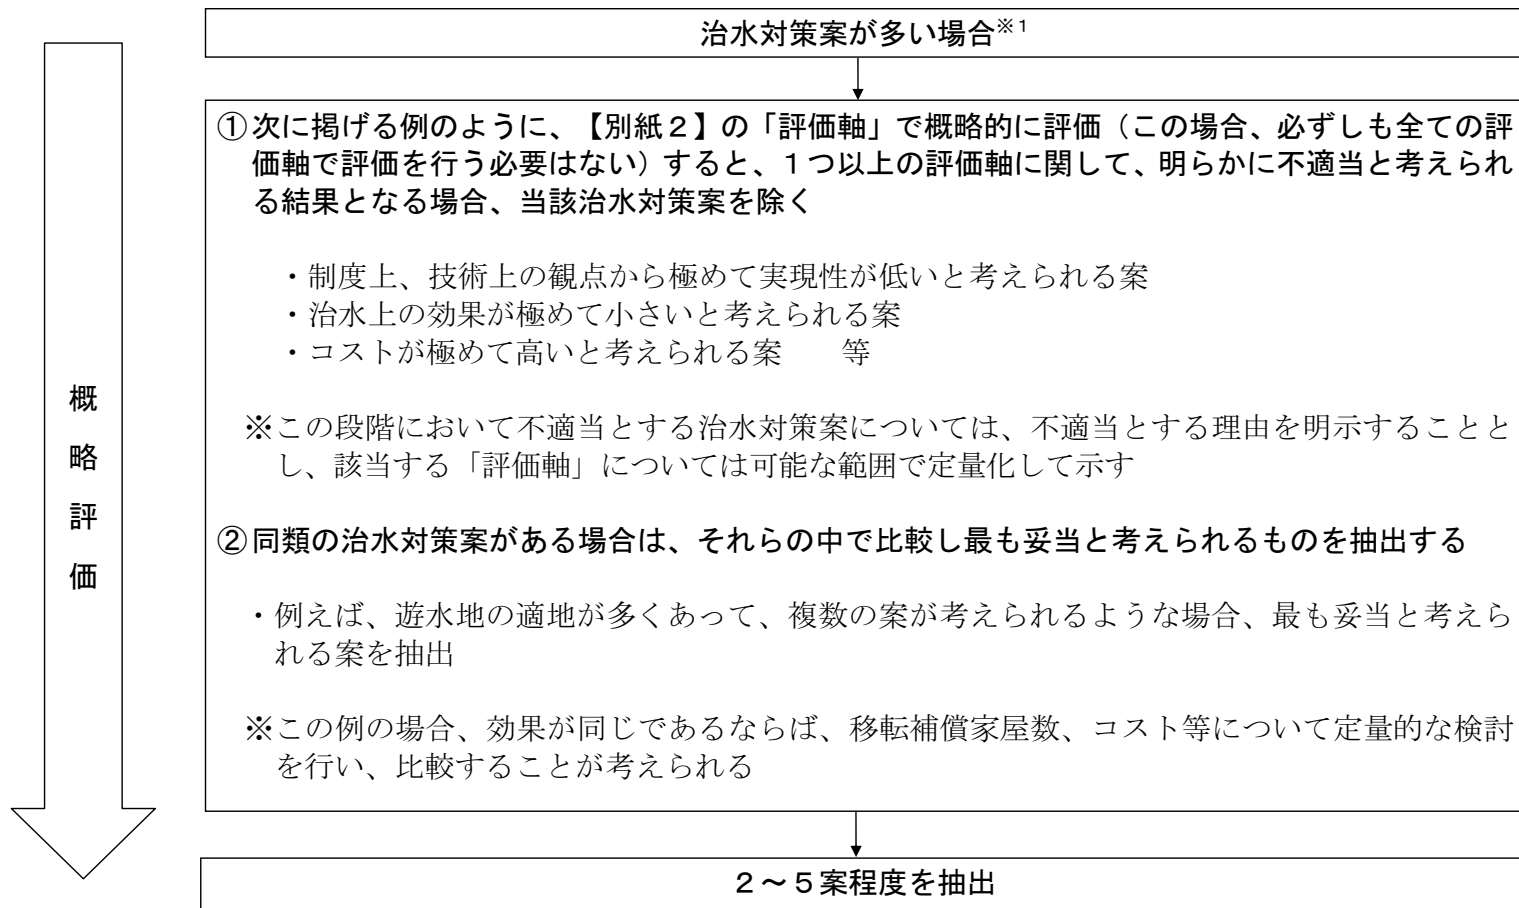 治水対策案が多い場合※1
①次に掲げる例のように、【別紙２】の「評価軸」で概略的に評価（この場合、必ずしも全ての評
価軸で評価を行う必要はない）すると、１つ以上の評価軸に関して、明らかに不適当と考えられ
る結果となる場合、当該治水対策案を除く
・制度上、技術上の観点から極めて実現性が低いと考えられる案
・治水上の効果が極めて小さいと考えられる案
・コストが極めて高いと考えられる案　　等
※この段階において不適当とする治水対策案については、不適当とする理由を明示することと
し、該当する「評価軸」については可能な範囲で定量化して示す
②同類の治水対策案がある場合は、それらの中で比較し最も妥当と考えられるものを抽出する
・例えば、遊水地の適地が多くあって、複数の案が考えられるような場合、最も妥当と考えら
れる案を抽出
※この例の場合、効果が同じであるならば、移転補償家屋数、コスト等について定量的な検討
を行い、比較することが考えられる
２～５案程度を抽出
概略評価